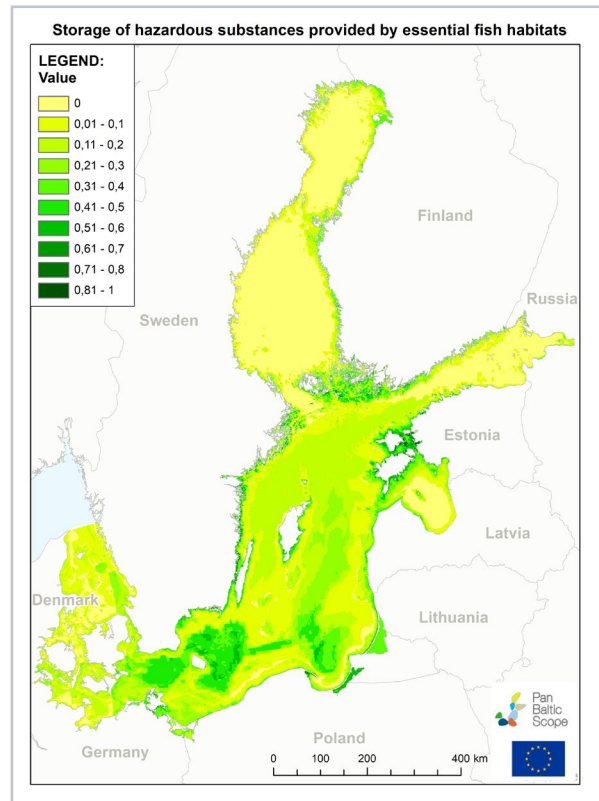 Storage of hazardous substances provided by essential fish habitats
LEGEND:
Value
0
0,01 - 0,1
0,11 - 0,2
0,21 - 0,3
0,31 - 0,4
0,41 - 0,5
0,51 - 0,6
0,61 - 0,7
0,71 - 0,8
0,81 - 1
Finland
Russia
Sweden
Estonia
Latvia
Denmark
Lithuania
Pan
Baltic
Scope
Germany
Poland
0 100 200 400 km